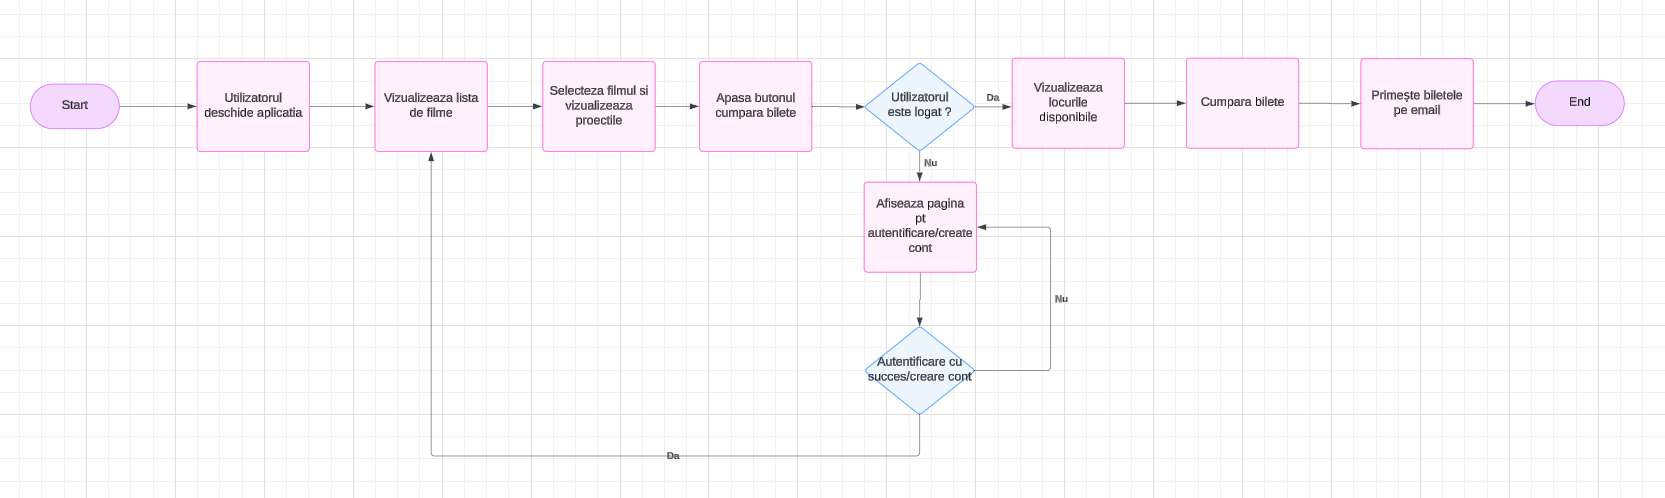 Start
Utilizatorul
deschide aplicatia
Vizualizeaza lista
de filme
Selecteza filmul si
vizualizeaza
proectile
Apasa butonul
cumpara bilete
Utilizatorul
este logat ?
Da
Vizualizeaza
locurile
disponibile
Cumpara bilete
Primește biletele
pe email
End
Nu
Afiseaza pagina
pt
autentificare/create
cont
Nu
Autentificare cu
succes/creare cont
Da